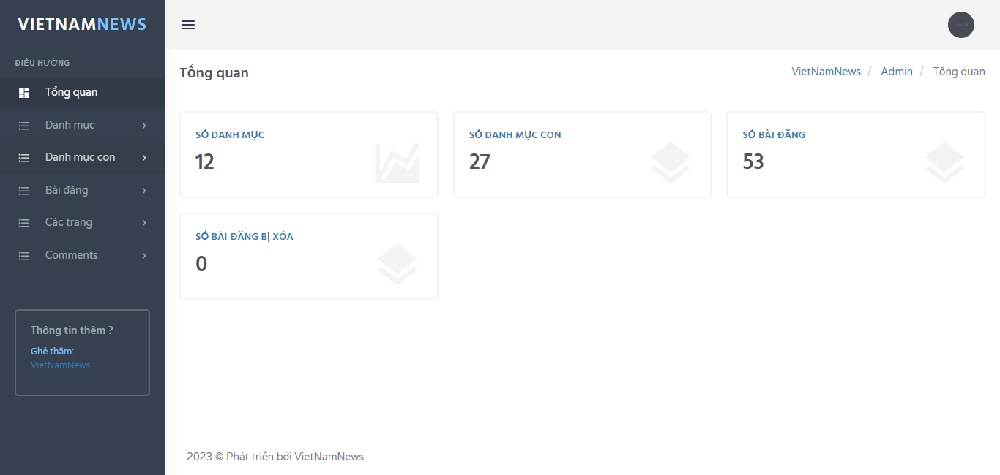 VIETNAMNEWS
ĐIỀU HƯỚNG
Tổng quan
Danh mục
Danh mục con
Bài đăng
Các trang
Comments
Thông tin thêm ?
Ghé thăm:
VietNamNews
Tổng quan
VietNamNews / Admin / Tổng quan
SỐ DANH MỤC
12
SỐ DANH MỤC CON
27
SỐ BÀI ĐĂNG
53
SỐ BÀI ĐĂNG BỊ XÓA
0
2023 © Phát triển bởi VietNamNews